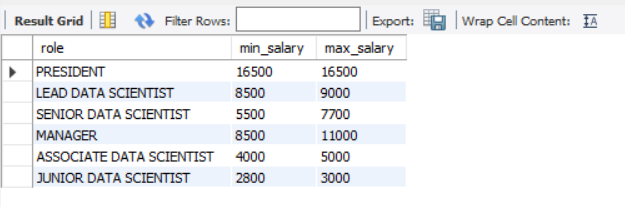 Result Grid Filter Rows: Export: Wrap Cell Content: IA
role min_salary max_salary
PRESIDENT 16500 16500
LEAD DATA SCIENTIST 8500 9000
SENIOR DATA SCIENTIST 5500 7700
MANAGER 8500 11000
ASSOCIATE DATA SCIENTIST 4000 5000
JUNIOR DATA SCIENTIST 2800 3000